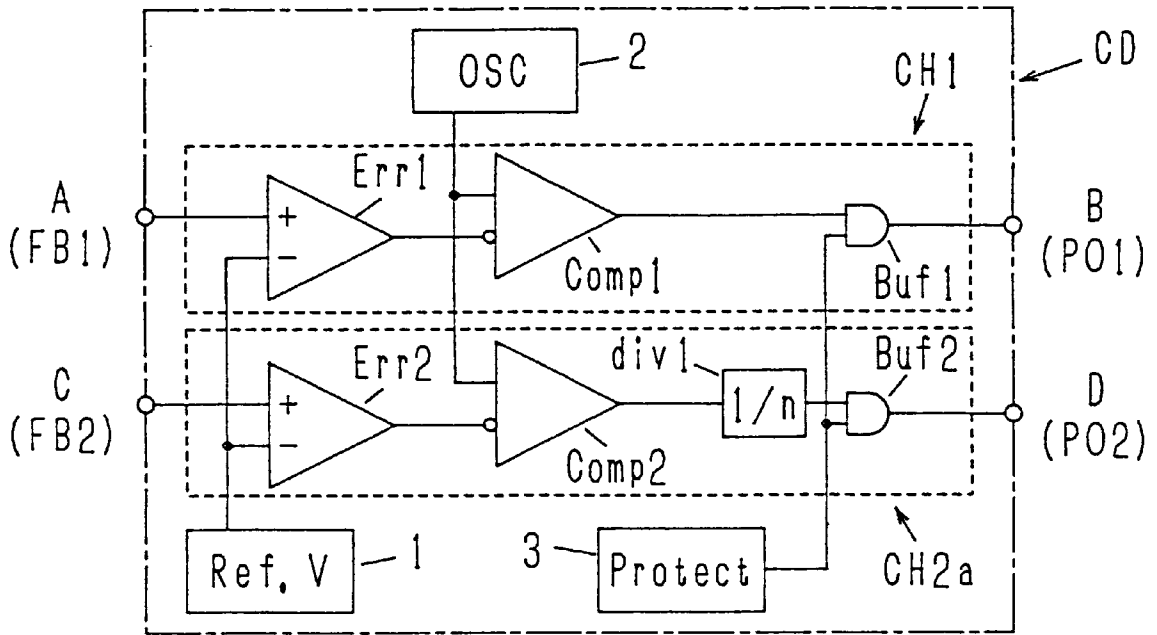 OSC
2
CH1
CD
A
(FB1)
+
−
Err1
Comp1
Buf1
B
(PO1)
C
(FB2)
+
−
Err2
Comp2
div1
1/n
Buf2
D
(PO2)
Ref. V
1
3
Protect
CH2a